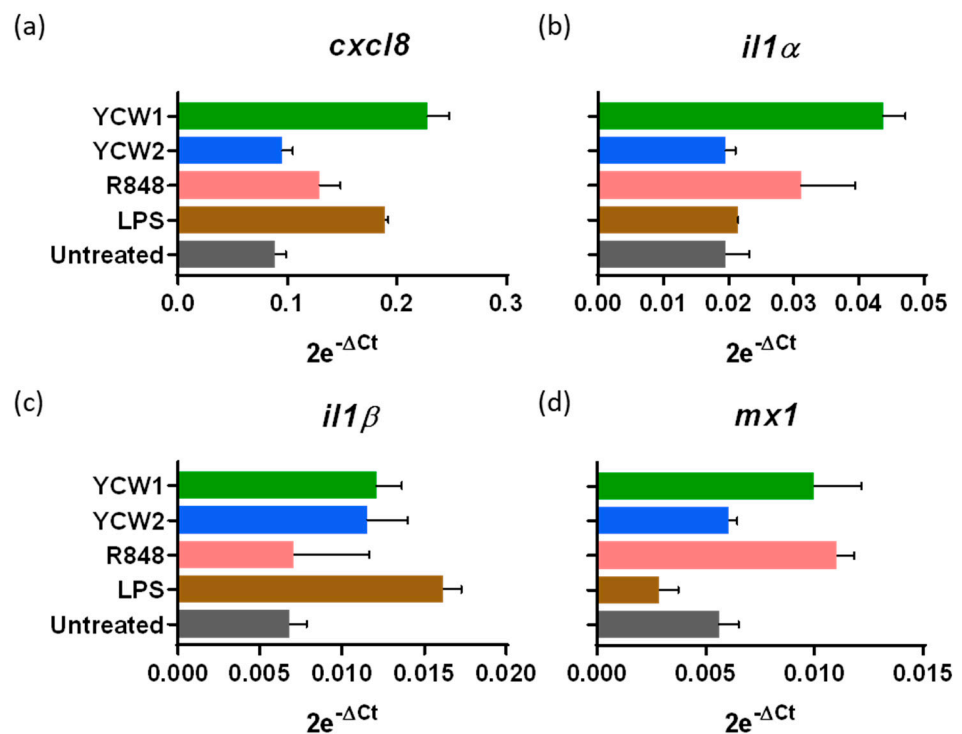 (a)
cxcl8
YCW1
YCW2
R848
LPS
Untreated
0.0 0.1 0.2 0.3
2e^-ΔCt
(b)
il1α
0.00 0.01 0.02 0.03 0.04 0.05
2e^-ΔCt
(c)
il1β
YCW1
YCW2
R848
LPS
Untreated
0.000 0.005 0.010 0.015 0.020
2e^-ΔCt
(d)
mx1
0.000 0.005 0.010 0.015
2e^-ΔCt